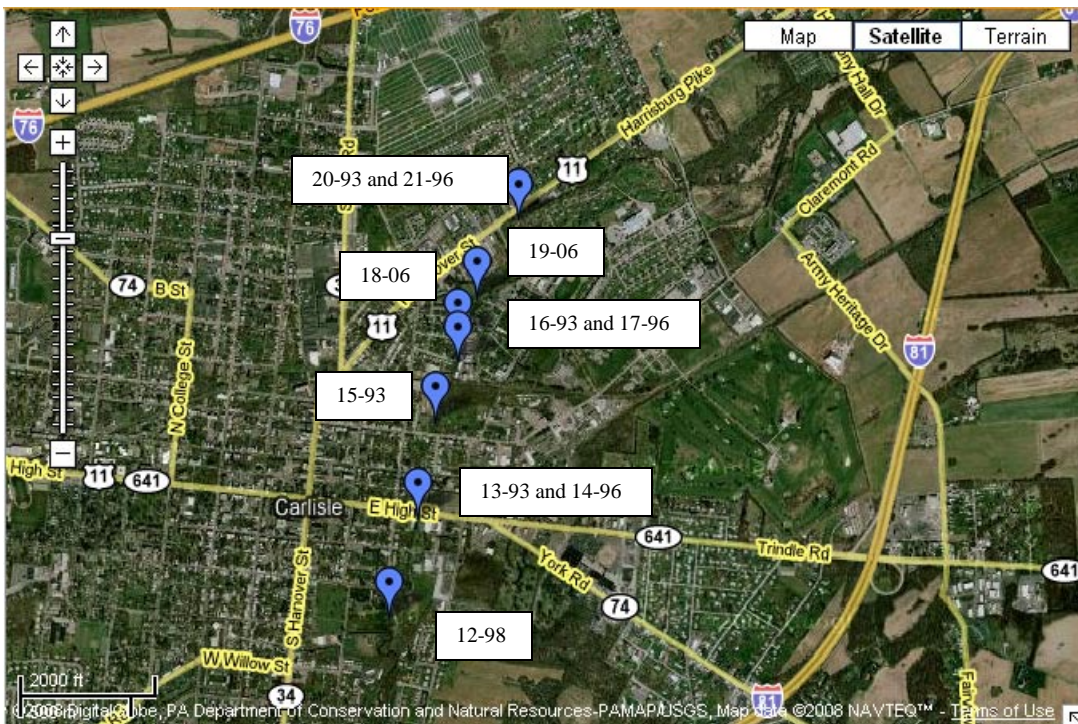 76
Map
Satellite
Terrain
76
Harrisburg Pike
11
Claremont Rd
20-93 and 21-96
19-06
18-06
Army Heritage Dr
74
B St
11
16-93 and 17-96
81
N College St
15-93
High St
11
641
13-93 and 14-96
Carlisle
E High St
641
Trindle Rd
641
York Rd
74
S Hanover St
12-98
W Willow St
34
2000 ft
81
©2008 DigitalGlobe, PA Department of Conservation and Natural Resources-PAMAP/USGS, Map data ©2008 NAVTEQ™ - Terms of Use